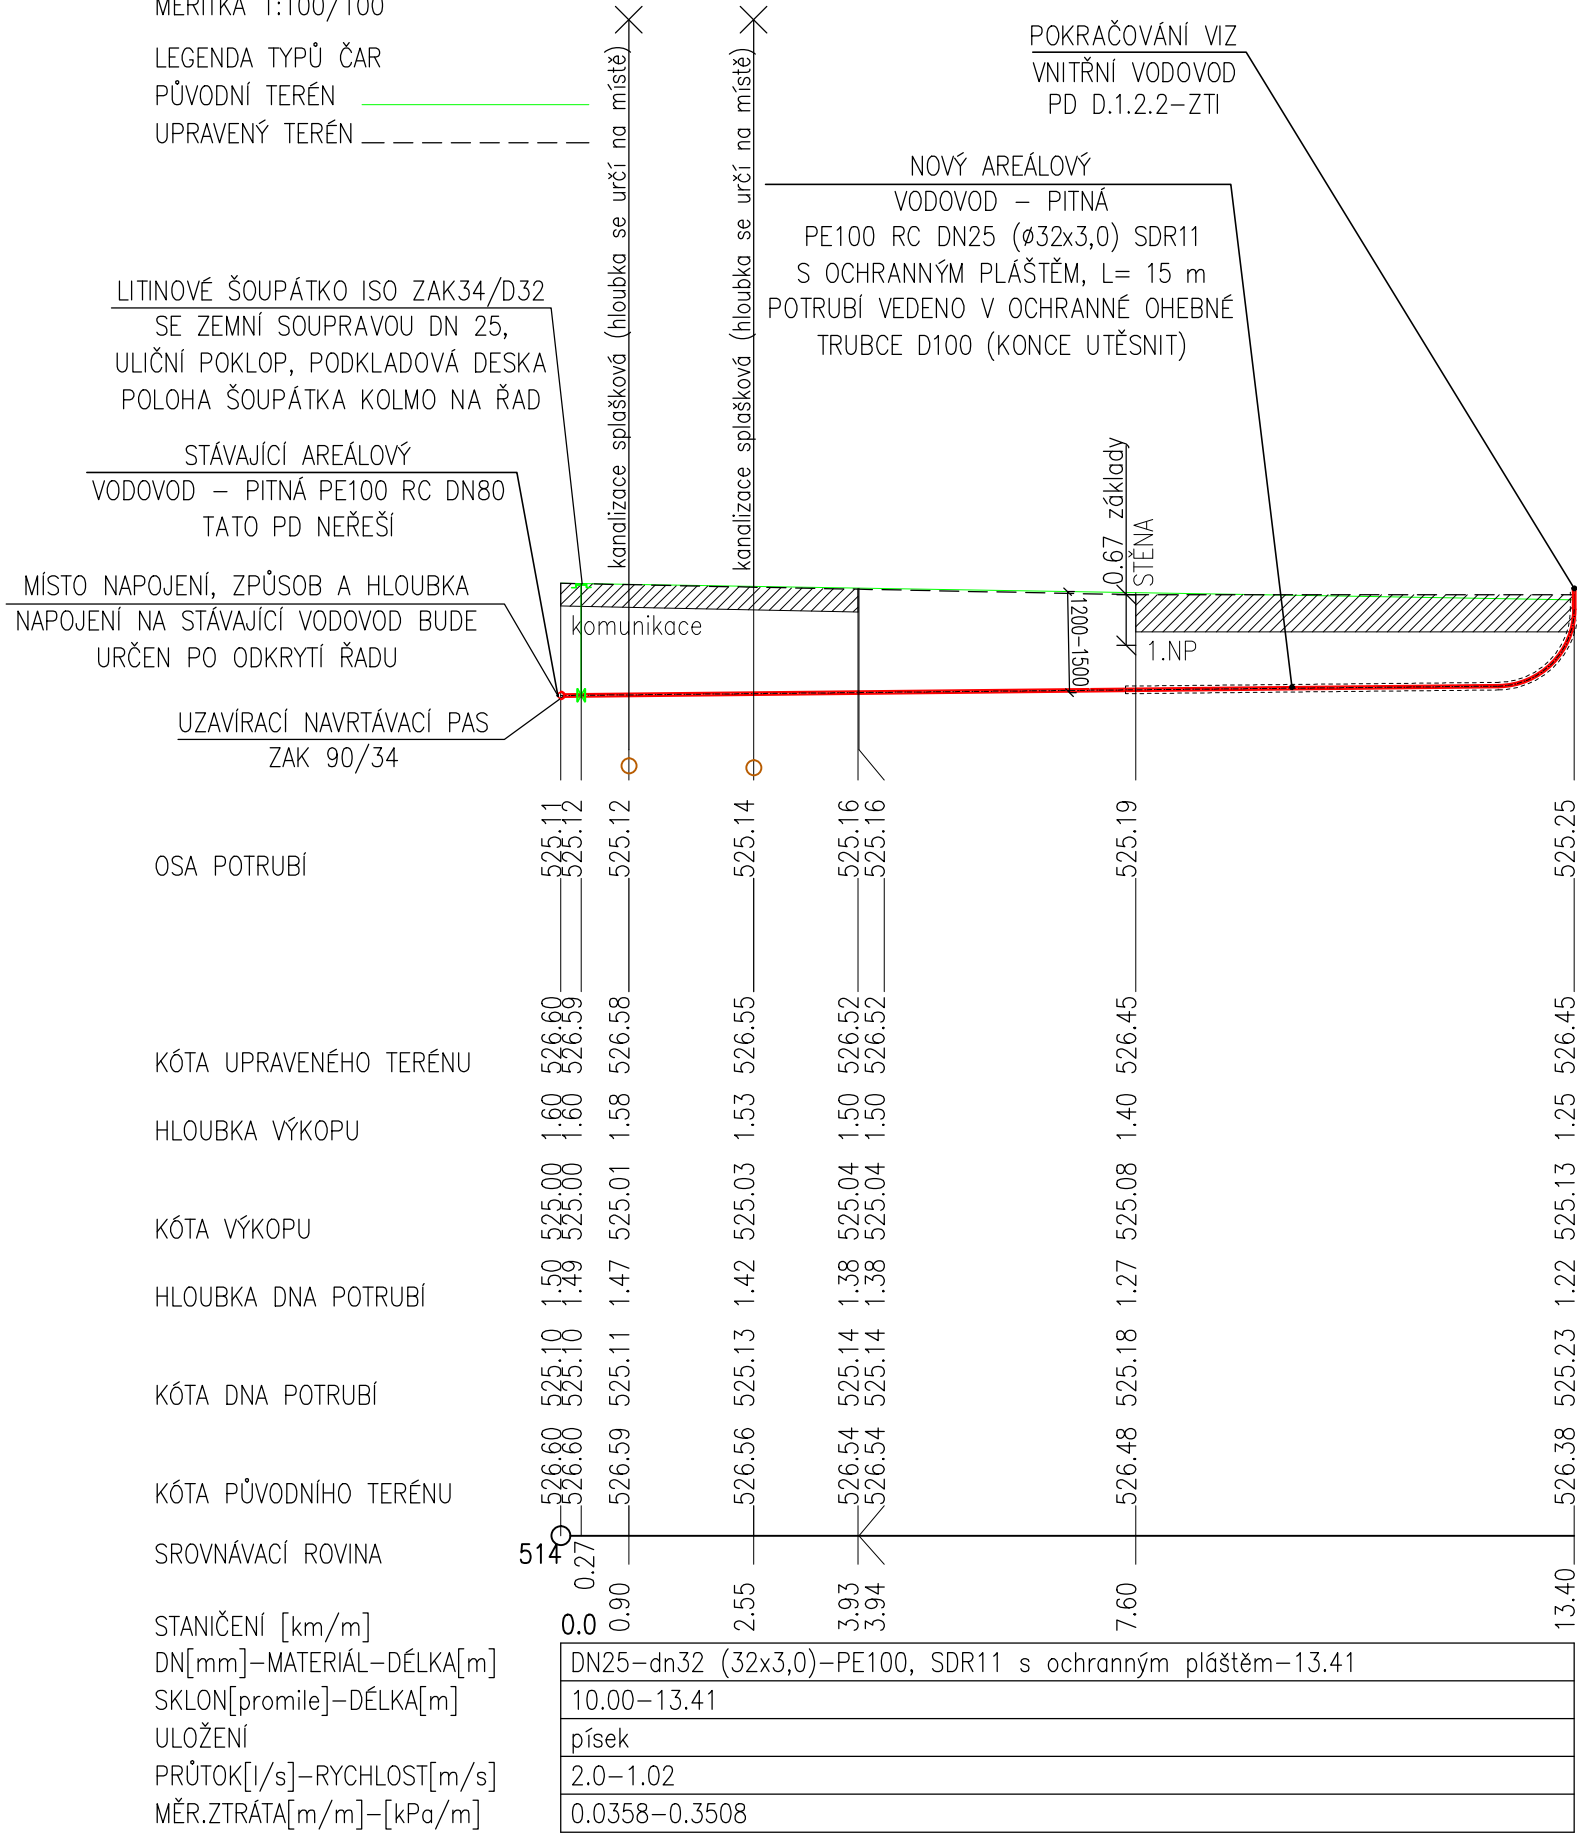 MĚŘÍTKA 1:100/100
LEGENDA TYPŮ ČAR
PŮVODNÍ TERÉN
UPRAVENÝ TERÉN
kanalizace splašková (hloubka se určí na místě)
kanalizace splašková (hloubka se určí na místě)
POKRAČOVÁNÍ VIZ
VNITŘNÍ VODOVOD
PD D.1.2.2-ZTI
NOVÝ AREÁLOVÝ
VODOVOD - PITNÁ
PE100 RC DN25 (ø32x3,0) SDR11
S OCHRANNÝM PLÁŠTĚM, L= 15 m
POTRUBÍ VEDENO V OCHRANNÉ OHEBNÉ
TRUBCE D100 (KONCE UTĚSNIT)
LITINOVÉ ŠOUPÁTKO ISO ZAK34/D32
SE ZEMNÍ SOUPRAVOU DN 25,
ULIČNÍ POKLOP, PODKLADOVÁ DESKA
POLOHA ŠOUPÁTKA KOLMO NA ŘAD
STÁVAJÍCÍ AREÁLOVÝ
VODOVOD - PITNÁ PE100 RC DN80
TATO PD NEŘEŠÍ
MÍSTO NAPOJENÍ, ZPŮSOB A HLOUBKA
NAPOJENÍ NA STÁVAJÍCÍ VODOVOD BUDE
URČEN PO ODKRYTÍ ŘADU
UZAVÍRACÍ NAVRTÁVACÍ PAS
ZAK 90/34
komunikace
1200-1500
0.67 základy
STĚNA
1.NP
OSA POTRUBÍ 525.11 525.12 525.12 525.14 525.16 525.16 525.19 525.25
KÓTA UPRAVENÉHO TERÉNU 526.60 526.59 526.58 526.55 526.52 526.52 526.45 526.45
HLOUBKA VÝKOPU 1.60 1.60 1.58 1.53 1.50 1.50 1.40 1.25
KÓTA VÝKOPU 525.00 525.00 525.01 525.03 525.04 525.04 525.08 525.13
HLOUBKA DNA POTRUBÍ 1.50 1.49 1.47 1.42 1.38 1.38 1.27 1.22
KÓTA DNA POTRUBÍ 525.10 525.10 525.11 525.13 525.14 525.14 525.18 525.23
KÓTA PŮVODNÍHO TERÉNU 526.60 526.60 526.59 526.56 526.54 526.54 526.48 526.38
SROVNÁVACÍ ROVINA 514
STANIČENÍ [km/m] 0.0 0.27 0.90 2.55 3.93 3.94 7.60 13.40
DN[mm]-MATERIÁL-DÉLKA[m] DN25-dn32 (32x3,0)-PE100, SDR11 s ochranným pláštěm-13.41
SKLON[promile]-DÉLKA[m] 10.00-13.41
ULOŽENÍ písek
PRŮTOK[l/s]-RYCHLOST[m/s] 2.0-1.02
MĚR.ZTRÁTA[m/m]-[kPa/m] 0.0358-0.3508